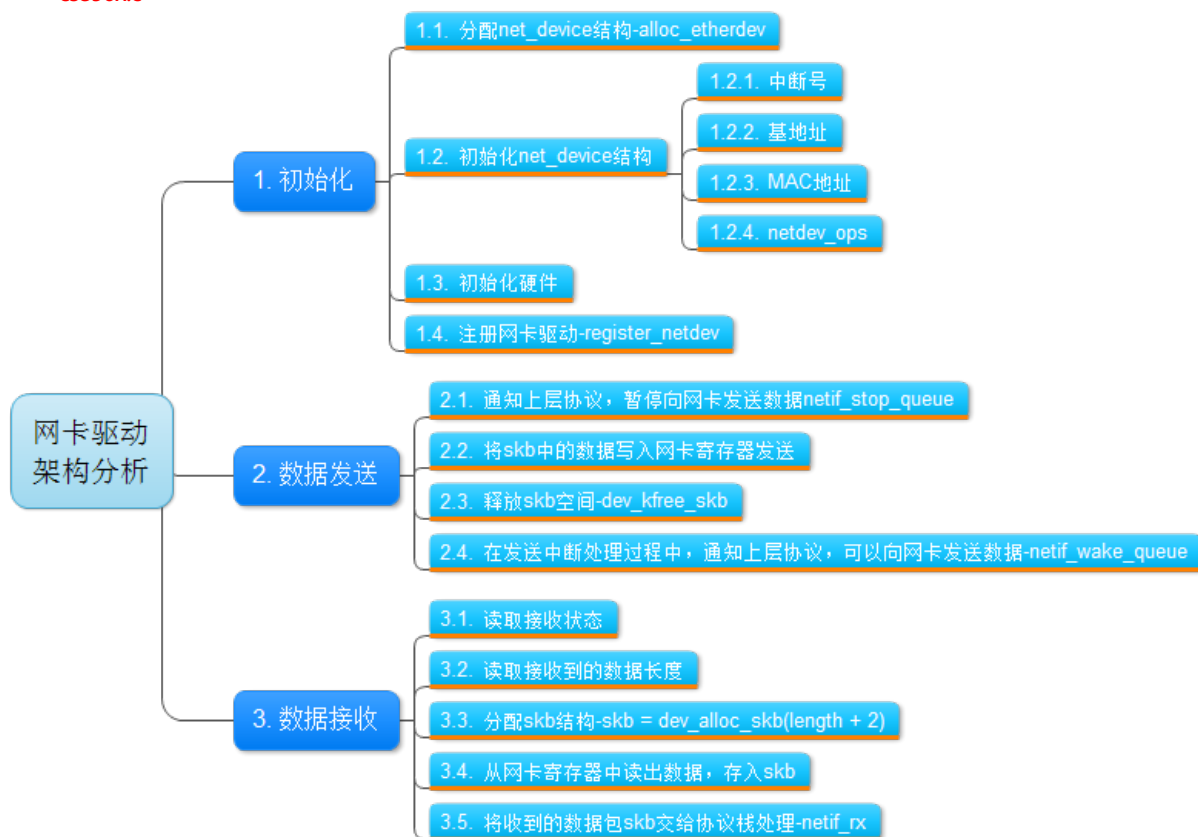 1.1. 分配net_device结构-alloc_etherdev
1.2.1. 中断号
1.2.2. 基地址
1.2. 初始化net_device结构
1.2.3. MAC地址
1. 初始化
1.2.4. netdev_ops
1.3. 初始化硬件
1.4. 注册网卡驱动-register_netdev
网卡驱动
架构分析
2.1. 通知上层协议，暂停向网卡发送数据netif_stop_queue
2.2. 将skb中的数据写入网卡寄存器发送
2. 数据发送
2.3. 释放skb空间-dev_kfree_skb
2.4. 在发送中断处理过程中，通知上层协议，可以向网卡发送数据-netif_wake_queue
3.1. 读取接收状态
3.2. 读取接收到的数据长度
3. 数据接收
3.3. 分配skb结构-skb = dev_alloc_skb(length + 2)
3.4. 从网卡寄存器中读出数据，存入skb
3.5. 将收到的数据包skb交给协议栈处理-netif_rx